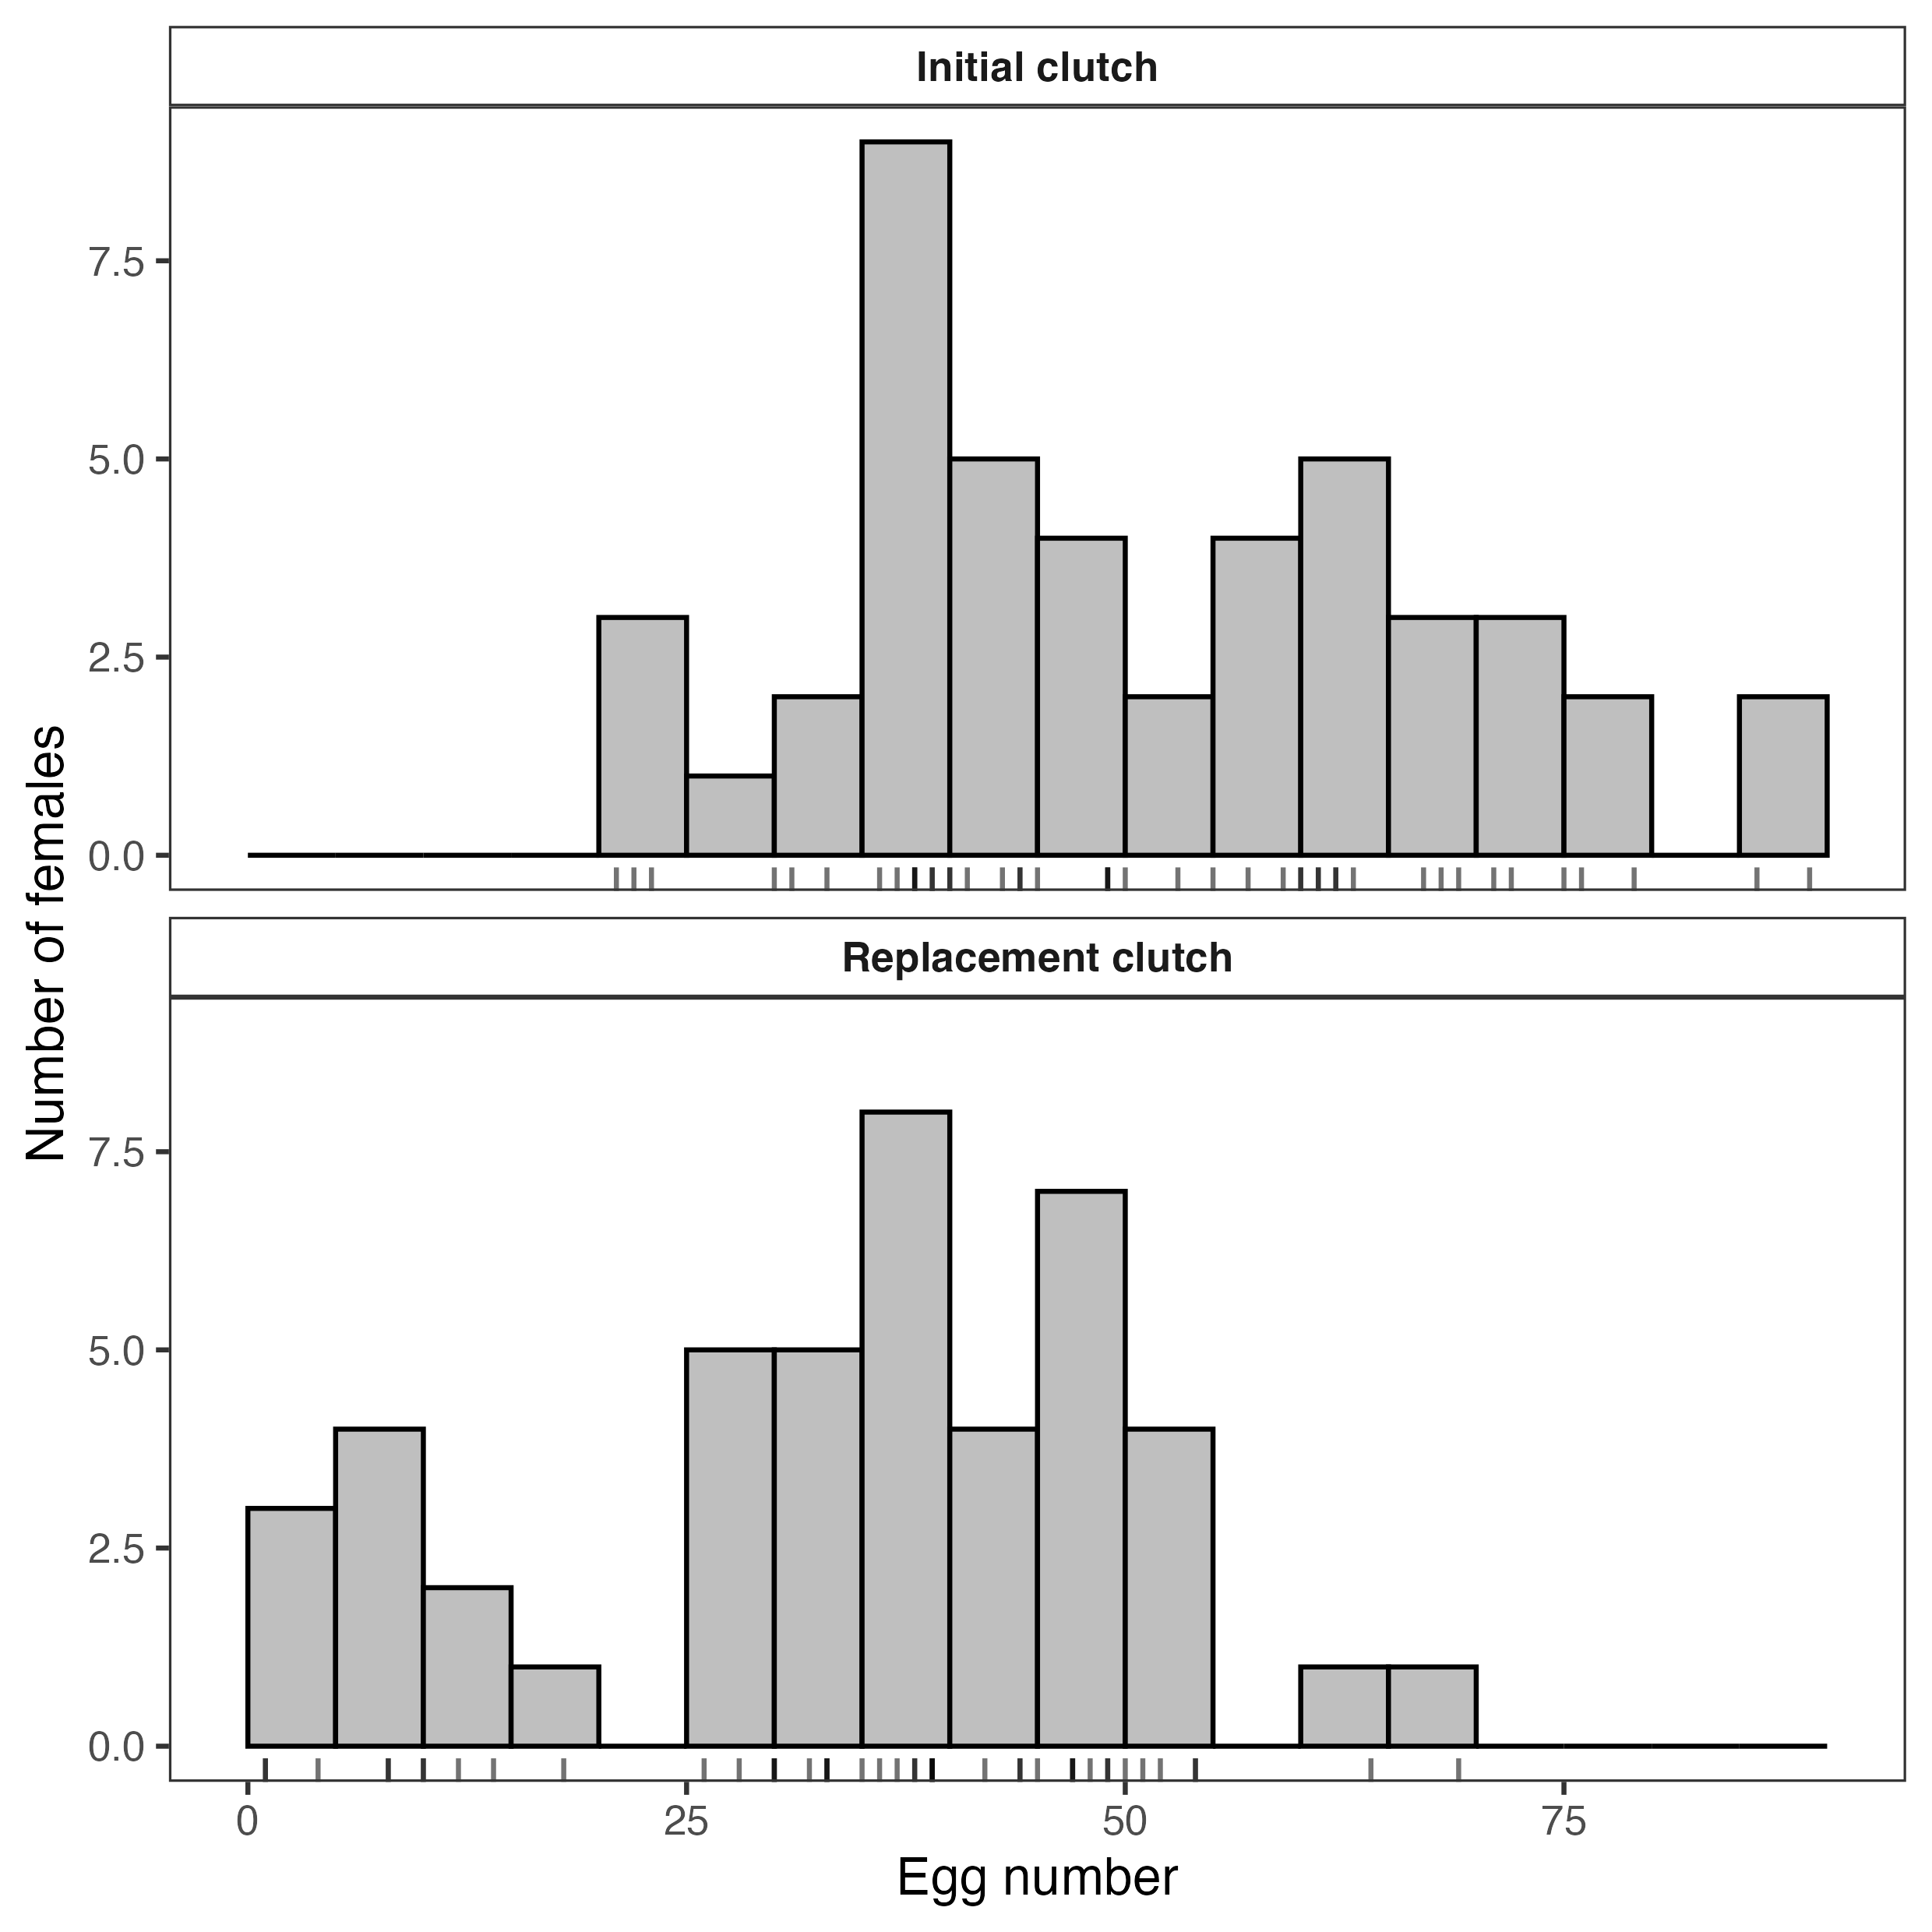 Initial clutch
7.5
5.0
2.5
0.0
Number of females
Replacement clutch
7.5
5.0
2.5
0.0
0 25 50 75
Egg number